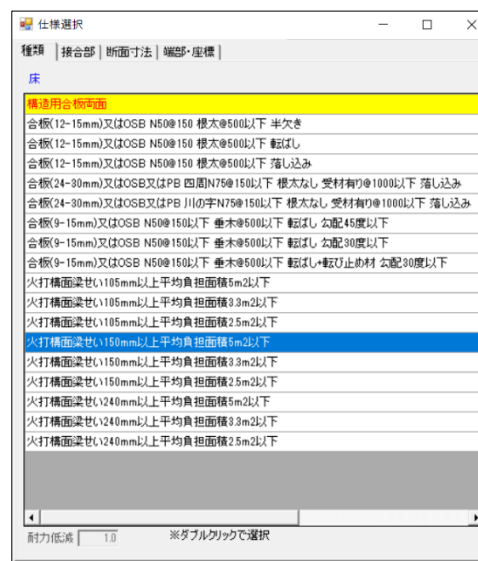 仕様選択
種類 接合部 断面寸法 端部・座標
床
構造用合板両面
合板(12-15mm)又はOSB N50@150 根太@500以下 半欠き
合板(12-15mm)又はOSB N50@150 根太@500以下 転ばし
合板(12-15mm)又はOSB N50@150 根太@500以下 落し込み
合板(24-30mm)又はOSB又はPB 四周N75@150以下 根太なし 受材有り@1000以下 落し込み
合板(24-30mm)又はOSB又はPB 川の字N75@150以下 根太なし 受材有り@1000以下 落し込み
合板(9-15mm)又はOSB N50@150以下 垂木@500以下 転ばし 勾配45度以下
合板(9-15mm)又はOSB N50@150以下 垂木@500以下 転ばし 勾配30度以下
合板(9-15mm)又はOSB N50@150以下 垂木@500以下 転ばし+転び止め材 勾配30度以下
火打構面梁せい105mm以上平均負担面積5m2以下
火打構面梁せい105mm以上平均負担面積3.3m2以下
火打構面梁せい105mm以上平均負担面積2.5m2以下
火打構面梁せい150mm以上平均負担面積5m2以下
火打構面梁せい150mm以上平均負担面積3.3m2以下
火打構面梁せい150mm以上平均負担面積2.5m2以下
火打構面梁せい240mm以上平均負担面積5m2以下
火打構面梁せい240mm以上平均負担面積3.3m2以下
火打構面梁せい240mm以上平均負担面積2.5m2以下
耐力低減 1.0 ※ダブルクリックで選択